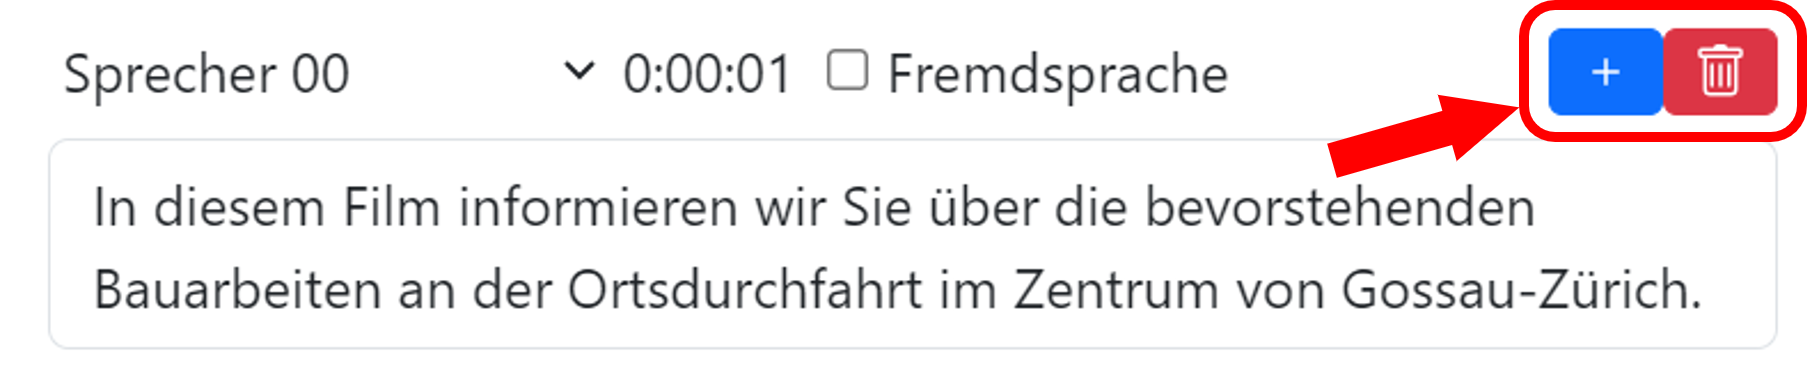 Sprecher 00 0:00:01 Fremdsprache +
In diesem Film informieren wir Sie über die bevorstehenden
Bauarbeiten an der Ortsdurchfahrt im Zentrum von Gossau-Zürich.